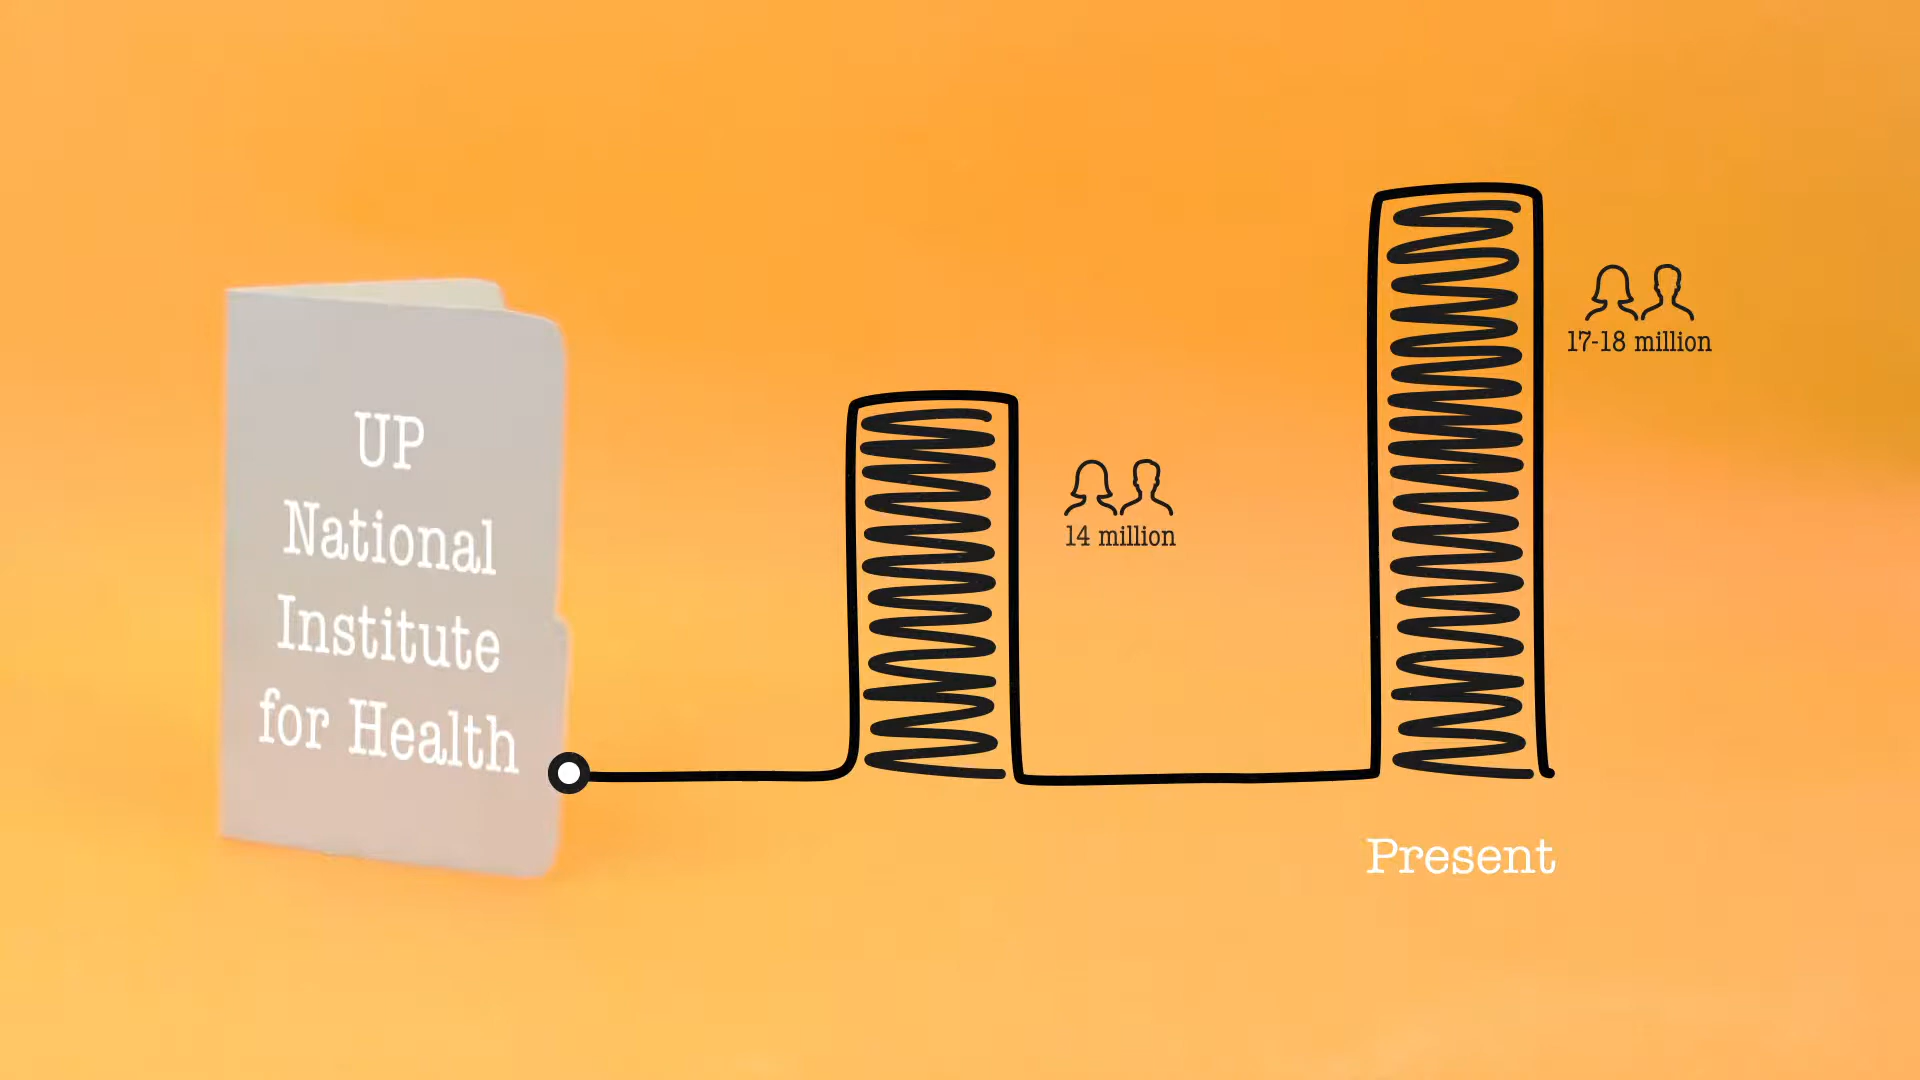 UP
National
Institute
for Health
14 million
17-18 million
Present